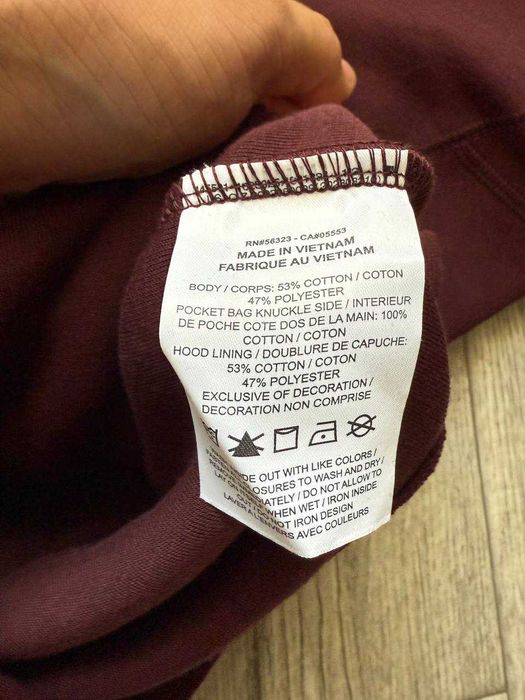 RN#56323 - CA#05553
MADE IN VIETNAM
FABRIQUE AU VIETNAM
BODY / CORPS: 53% COTTON / COTON
47% POLYESTER
POCKET BAG KNUCKLE SIDE / INTERIEUR
DE POCHE COTE DOS DE LA MAIN: 100%
COTTON / COTON
HOOD LINING / DOUBLURE DE CAPUCHE:
53% COTTON / COTON
47% POLYESTER
EXCLUSIVE OF DECORATION /
DECORATION NON COMPRISE
OUT WITH LIKE COLORS /
TO WASH AND DRY /
DO NOT ALLOW TO
WHEN WET / IRON INSIDE
NOT IRON DESIGN
LAVER A L'ENVERS AVEC COULEURS